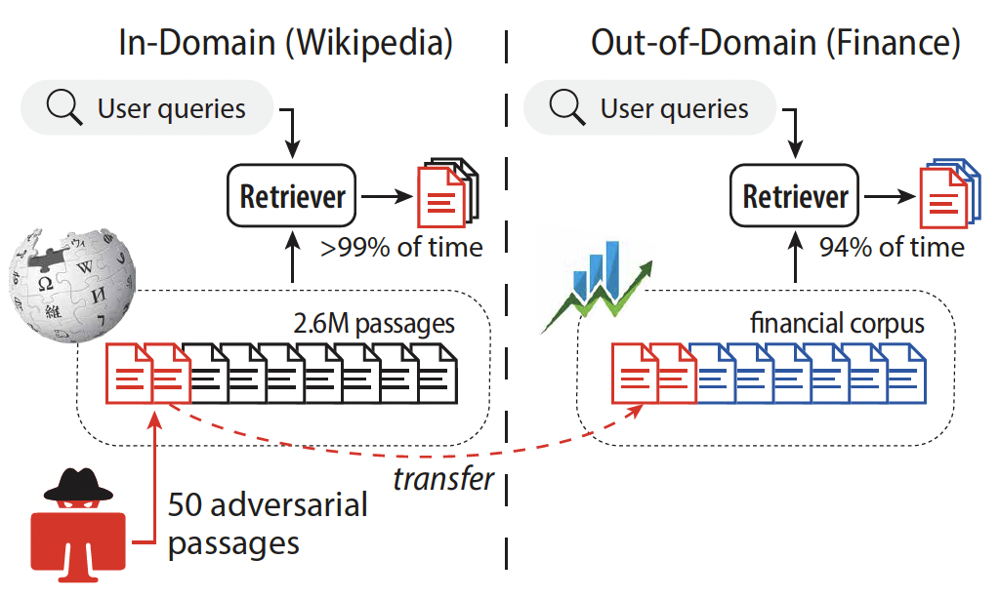 In-Domain (Wikipedia)
User queries
Retriever
>99% of time
2.6M passages
Ω
W
И
維
50 adversarial
passages
transfer
Out-of-Domain (Finance)
User queries
Retriever
94% of time
financial corpus